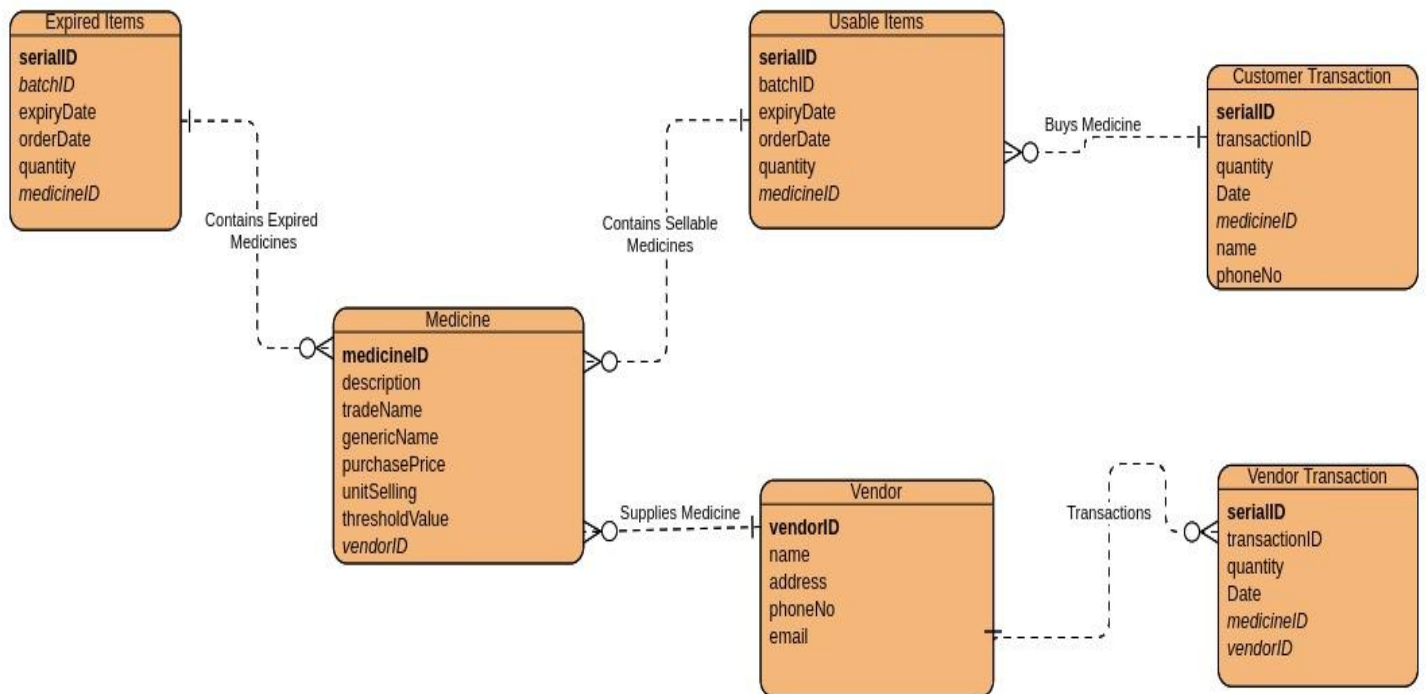 Expired Items
serialID
batchID
expiryDate
orderDate
quantity
medicineID
Contains Expired
Medicines
Usable Items
serialID
batchID
expiryDate
orderDate
quantity
medicineID
Contains Sellable
Medicines
Buys Medicine
Customer Transaction
serialID
transactionID
quantity
Date
medicineID
name
phoneNo
Medicine
medicineID
description
tradeName
genericName
purchasePrice
unitSelling
thresholdValue
vendorID
Supplies Medicine
Vendor
vendorID
name
address
phoneNo
email
Transactions
Vendor Transaction
serialID
transactionID
quantity
Date
medicineID
vendorID